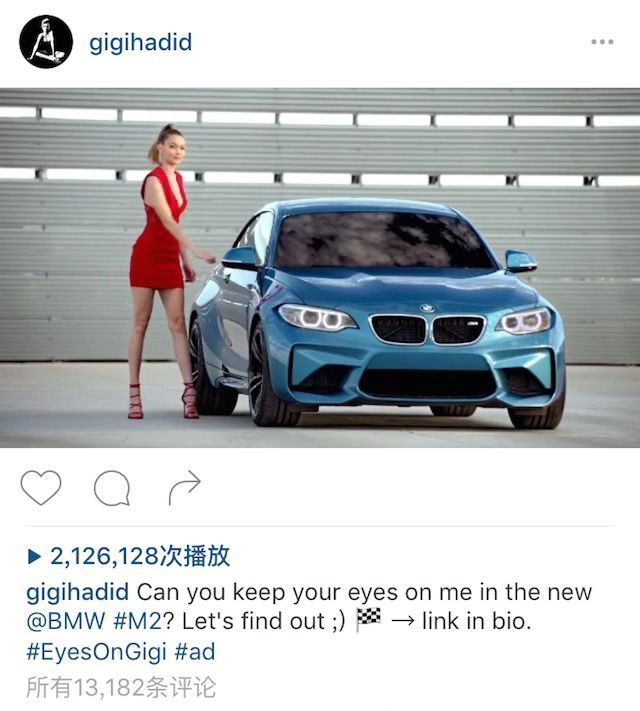 gigihadid
2,126,128次播放
gigihadid Can you keep your eyes on me in the new
@BMW #M2? Let's find out ;) 🏁 → link in bio.
#EyesOnGigi #ad
所有13,182条评论